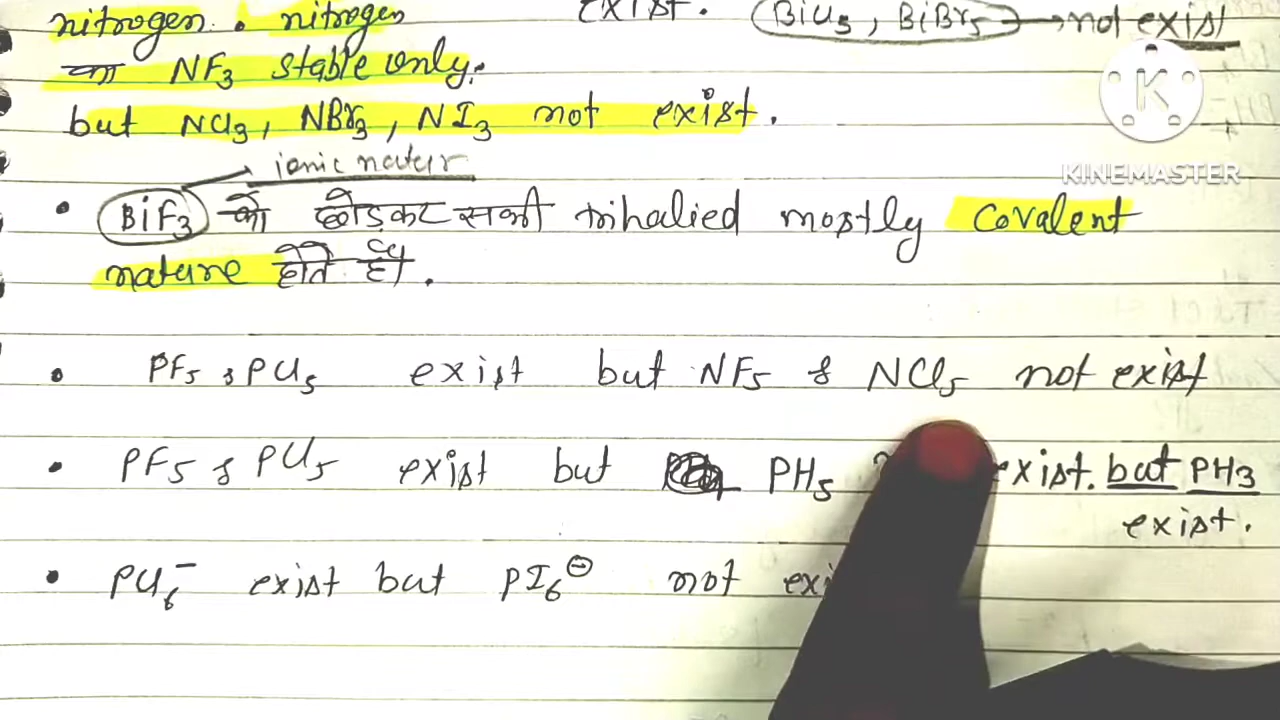 nitrogen. • nitrogen exist. BiCl5, BiBr5 → not exist
का NF3 stable only.
but NCl3, NBr3, NI3 not exist.
ionic natur
KINEMASTER
• BiF3 को छोड़कर सभी trihalied mostly covalent
nature होते है।.
• PF5 & PCl5 exist but NF5 & NCl5 not exist
• PF5 & PCl5 exist but PH5 exist. but PH3
exist.
• PCl6⁻ exist but PI6⊖ not